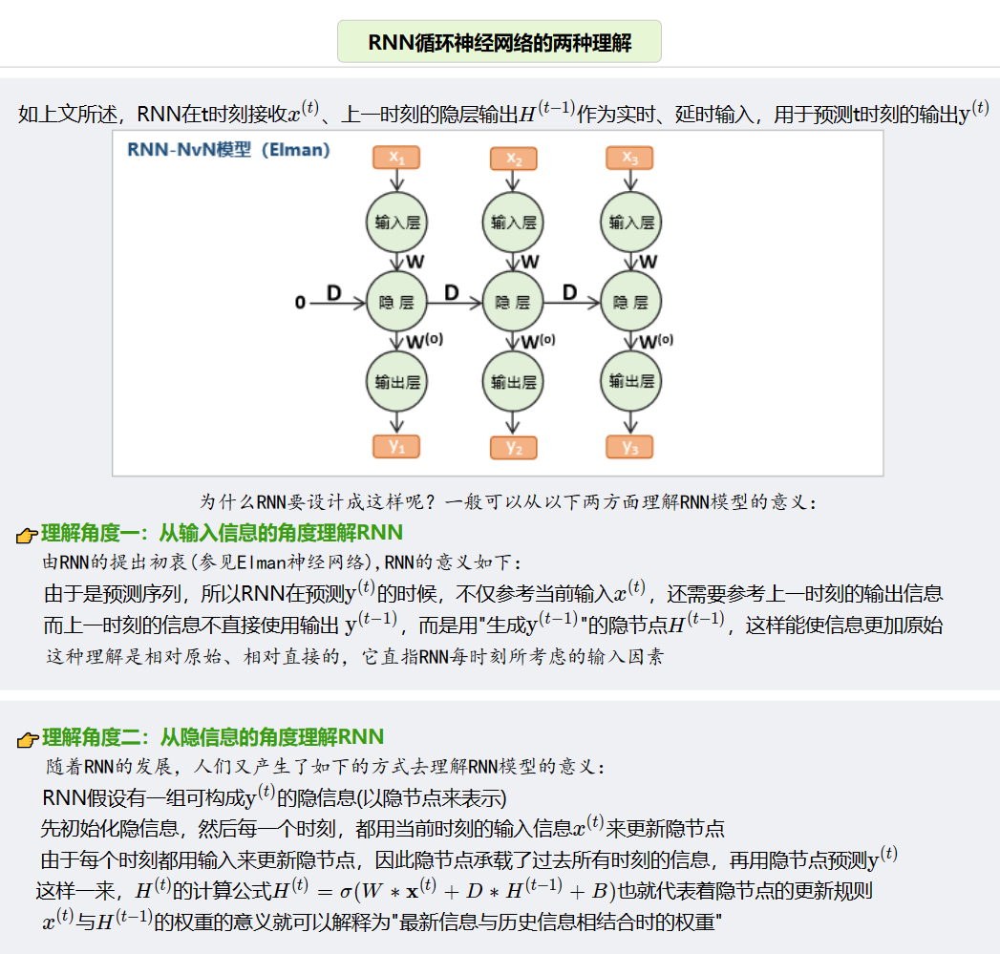 RNN循环神经网络的两种理解
如上文所述，RNN在t时刻接收x^(t)、上一时刻的隐层输出H^(t−1)作为实时、延时输入，用于预测t时刻的输出y^(t)
RNN-NvN模型（Elman）
x₁ x₂ x₃
输入层 输入层 输入层
W W W
0 D 隐 层 D 隐 层 D 隐 层
W^(o) W^(o) W^(o)
输出层 输出层 输出层
y₁ y₂ y₃
为什么RNN要设计成这样呢？一般可以从以下两方面理解RNN模型的意义：
👉理解角度一：从输入信息的角度理解RNN
由RNN的提出初衷(参见Elman神经网络),RNN的意义如下：
由于是预测序列，所以RNN在预测y^(t)的时候，不仅参考当前输入x^(t)，还需要参考上一时刻的输出信息
而上一时刻的信息不直接使用输出 y^(t−1)，而是用"生成y^(t−1)"的隐节点H^(t−1)，这样能使信息更加原始
这种理解是相对原始、相对直接的，它直指RNN每时刻所考虑的输入因素
👉理解角度二：从隐信息的角度理解RNN
随着RNN的发展，人们又产生了如下的方式去理解RNN模型的意义：
RNN假设有一组可构成y^(t)的隐信息(以隐节点来表示)
先初始化隐信息，然后每一个时刻，都用当前时刻的输入信息x^(t)来更新隐节点
由于每个时刻都用输入来更新隐节点，因此隐节点承载了过去所有时刻的信息，再用隐节点预测y^(t)
这样一来，H^(t)的计算公式H^(t) = σ(W * x^(t) + D * H^(t−1) + B)也就代表着隐节点的更新规则
x^(t)与H^(t−1)的权重的意义就可以解释为"最新信息与历史信息相结合时的权重"